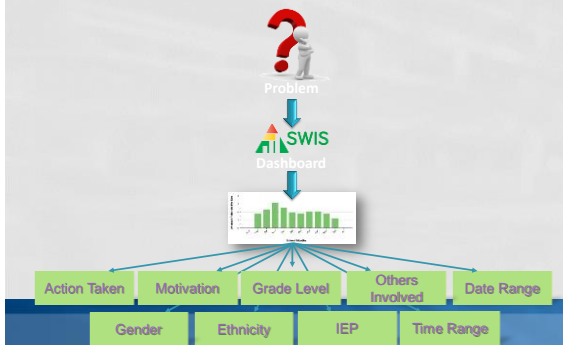 Problem
SWIS
Dashboard
Action Taken
Motivation
Grade Level
Others
Involved
Date Range
Gender
Ethnicity
IEP
Time Range